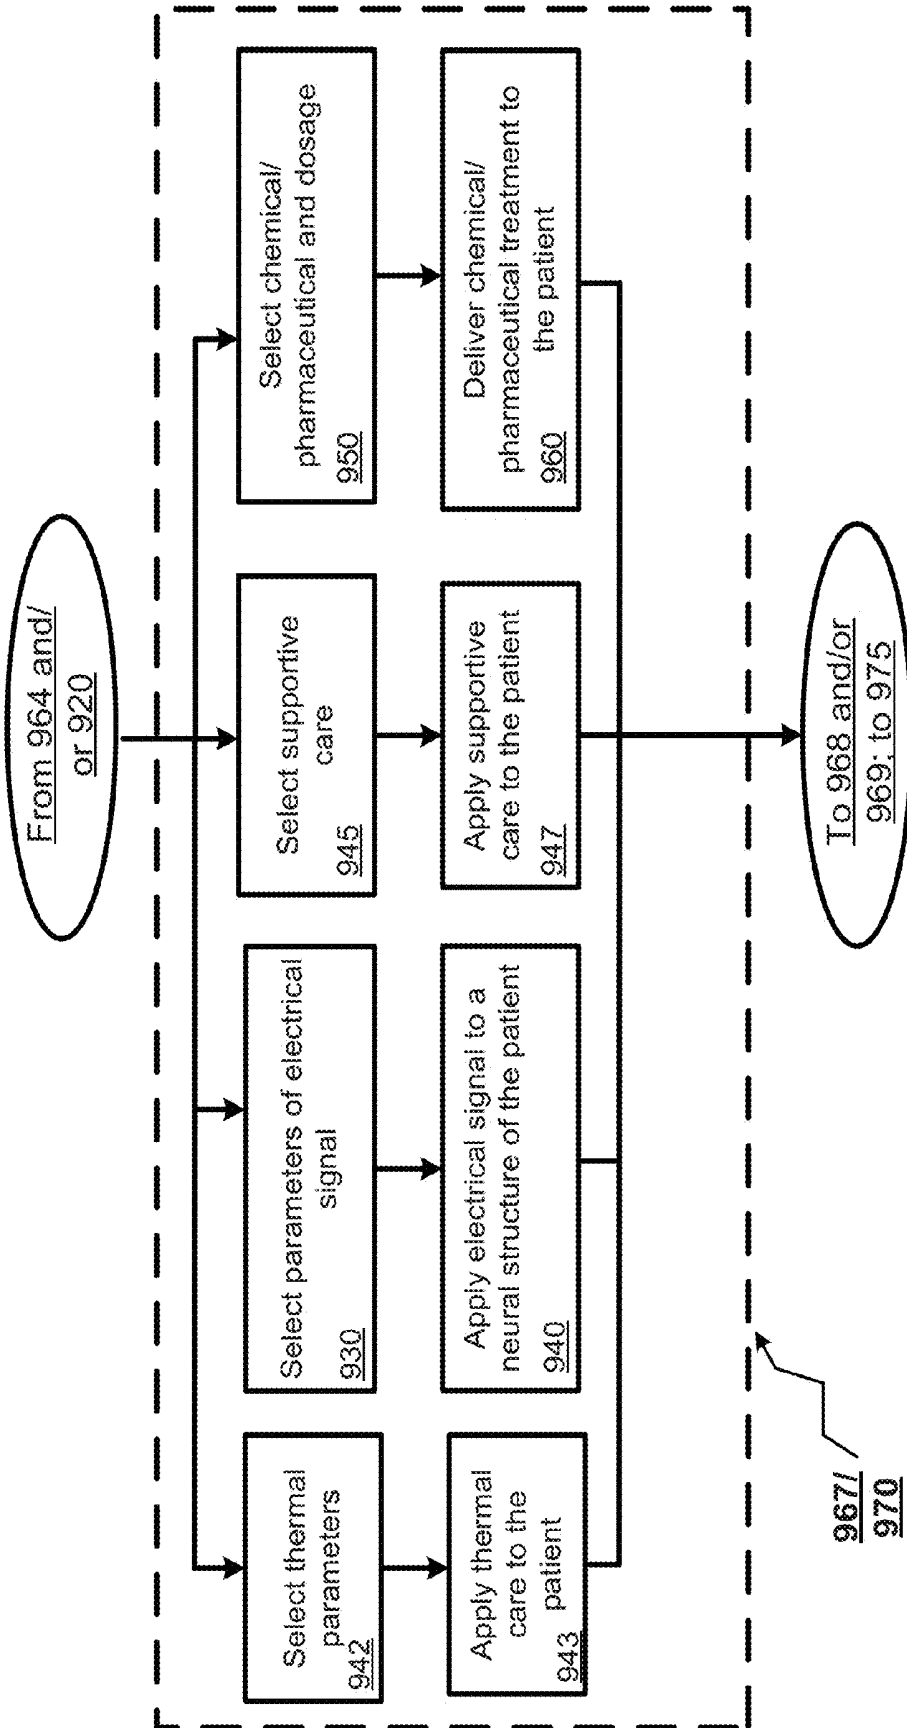 From 964 and/
or 920
Select thermal
parameters
942
Select parameters of electrical
signal
930
Select supportive
care
945
Select chemical/
pharmaceutical and dosage
950
Apply thermal
care to the
patient
943
Apply electrical signal to a
neural structure of the patient
940
Apply supportive
care to the patient
947
Deliver chemical/
pharmaceutical treatment to
the patient
960
To 968 and/or
969; to 975
967/
970